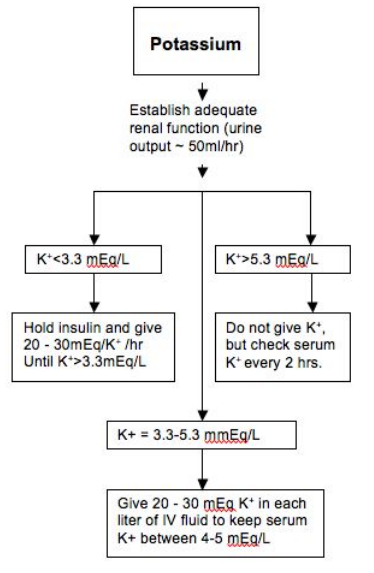 Potassium
Establish adequate
renal function (urine
output ~ 50ml/hr)
K⁺<3.3 mEq/L
K⁺>5.3 mEq/L
Hold insulin and give
20 - 30mEq/K⁺ /hr
Until K⁺>3.3mEq/L
Do not give K⁺,
but check serum
K⁺ every 2 hrs.
K+ = 3.3-5.3 mmEq/L
Give 20 - 30 mEq K⁺ in each
liter of IV fluid to keep serum
K+ between 4-5 mEq/L